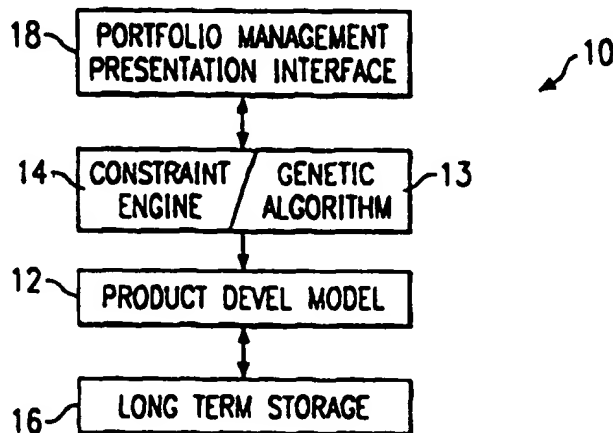 18
PORTFOLIO MANAGEMENT
PRESENTATION INTERFACE
10
14
CONSTRAINT
ENGINE
GENETIC
ALGORITHM
13
12
PRODUCT DEVEL MODEL
16
LONG TERM STORAGE